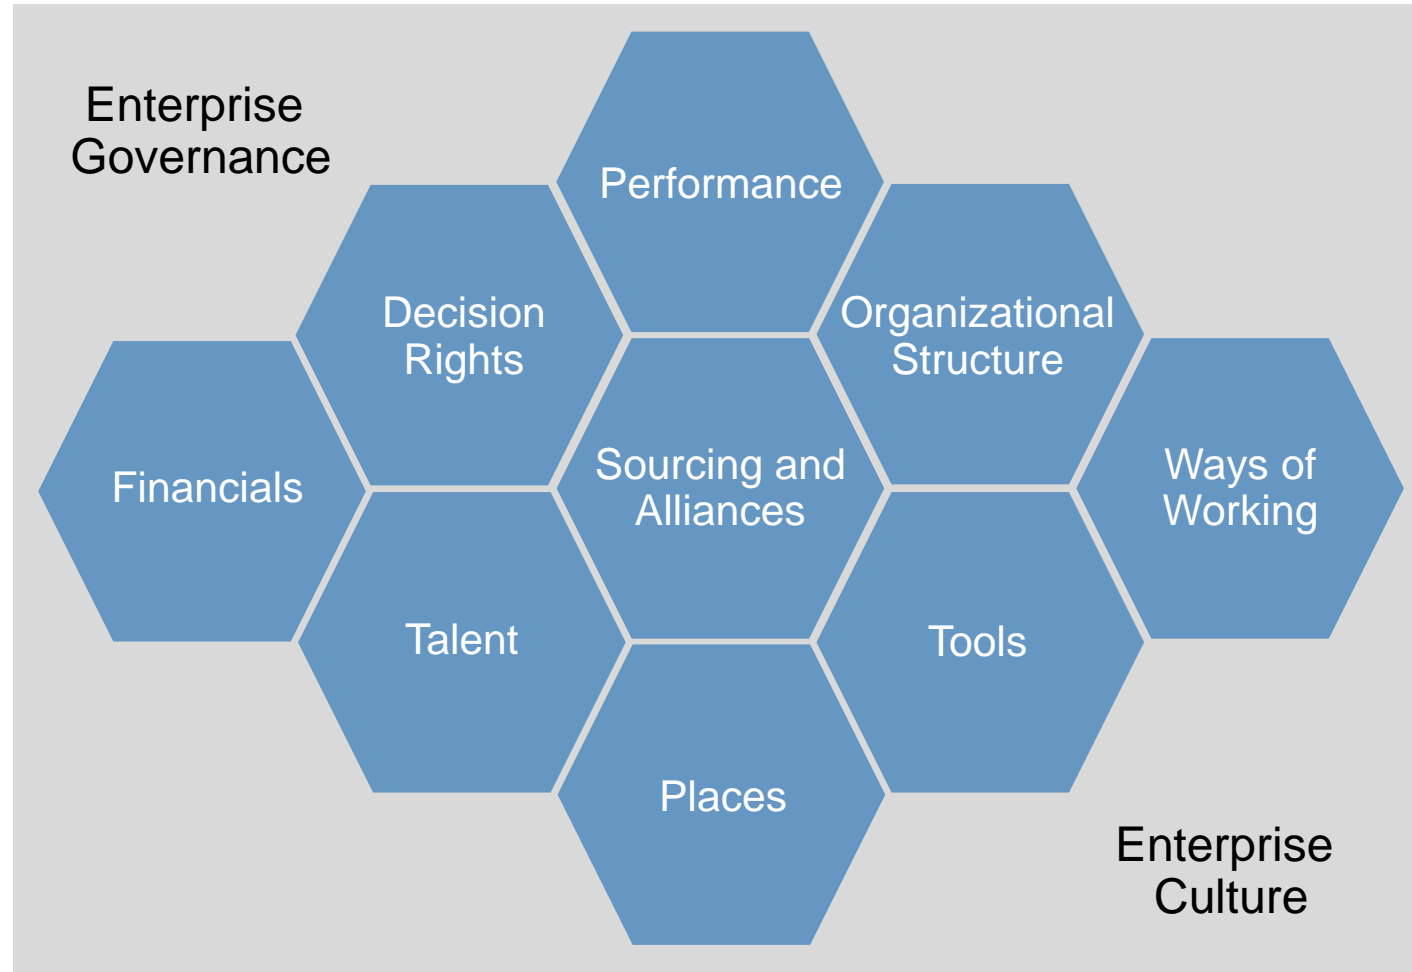 Enterprise
Governance
Performance
Decision
Rights
Organizational
Structure
Financials
Sourcing and
Alliances
Ways of
Working
Talent
Tools
Places
Enterprise
Culture